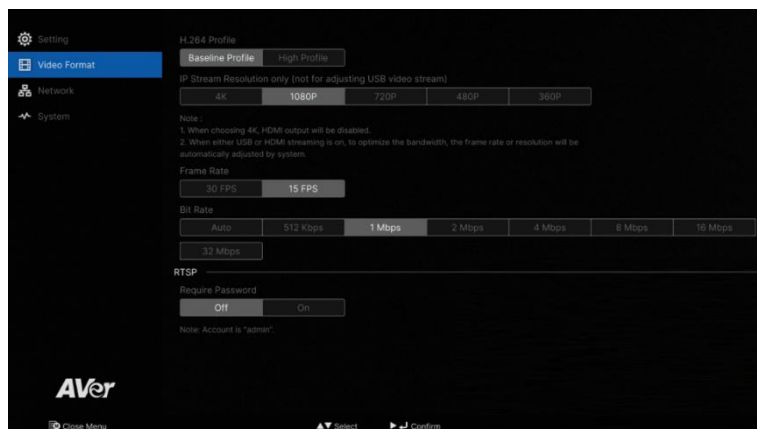 Setting
Video Format
Network
System
H.264 Profile
Baseline Profile High Profile
IP Stream Resolution only (not for adjusting USB video stream)
4K 1080P 720P 480P 360P
Note :
1. When choosing 4K, HDMI output will be disabled.
2. When either USB or HDMI streaming is on, to optimize the bandwidth, the frame rate or resolution will be
automatically adjusted by system.
Frame Rate
30 FPS 15 FPS
Bit Rate
Auto 512 Kbps 1 Mbps 2 Mbps 4 Mbps 8 Mbps 16 Mbps
32 Mbps
RTSP
Require Password
Off On
Note: Account is "admin".
AVer
Close Menu Select Confirm